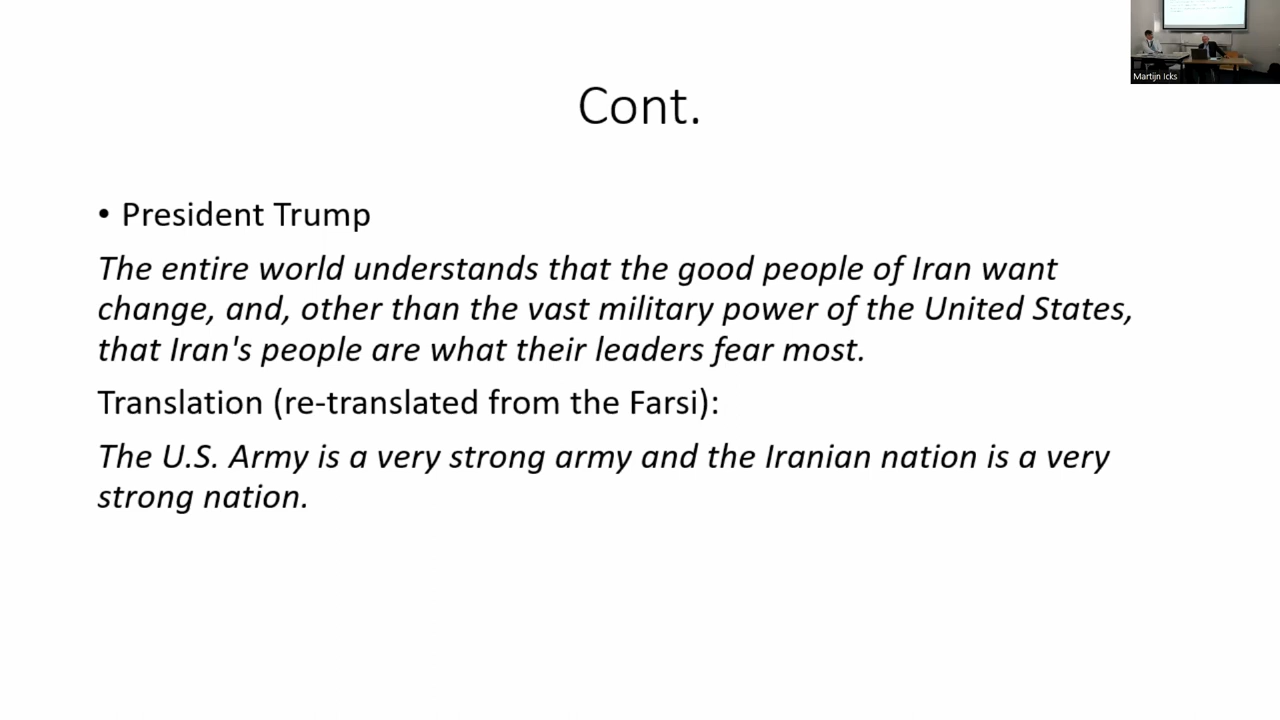 Martijn Icks
Cont.
• President Trump
The entire world understands that the good people of Iran want
change, and, other than the vast military power of the United States,
that Iran's people are what their leaders fear most.
Translation (re-translated from the Farsi):
The U.S. Army is a very strong army and the Iranian nation is a very
strong nation.